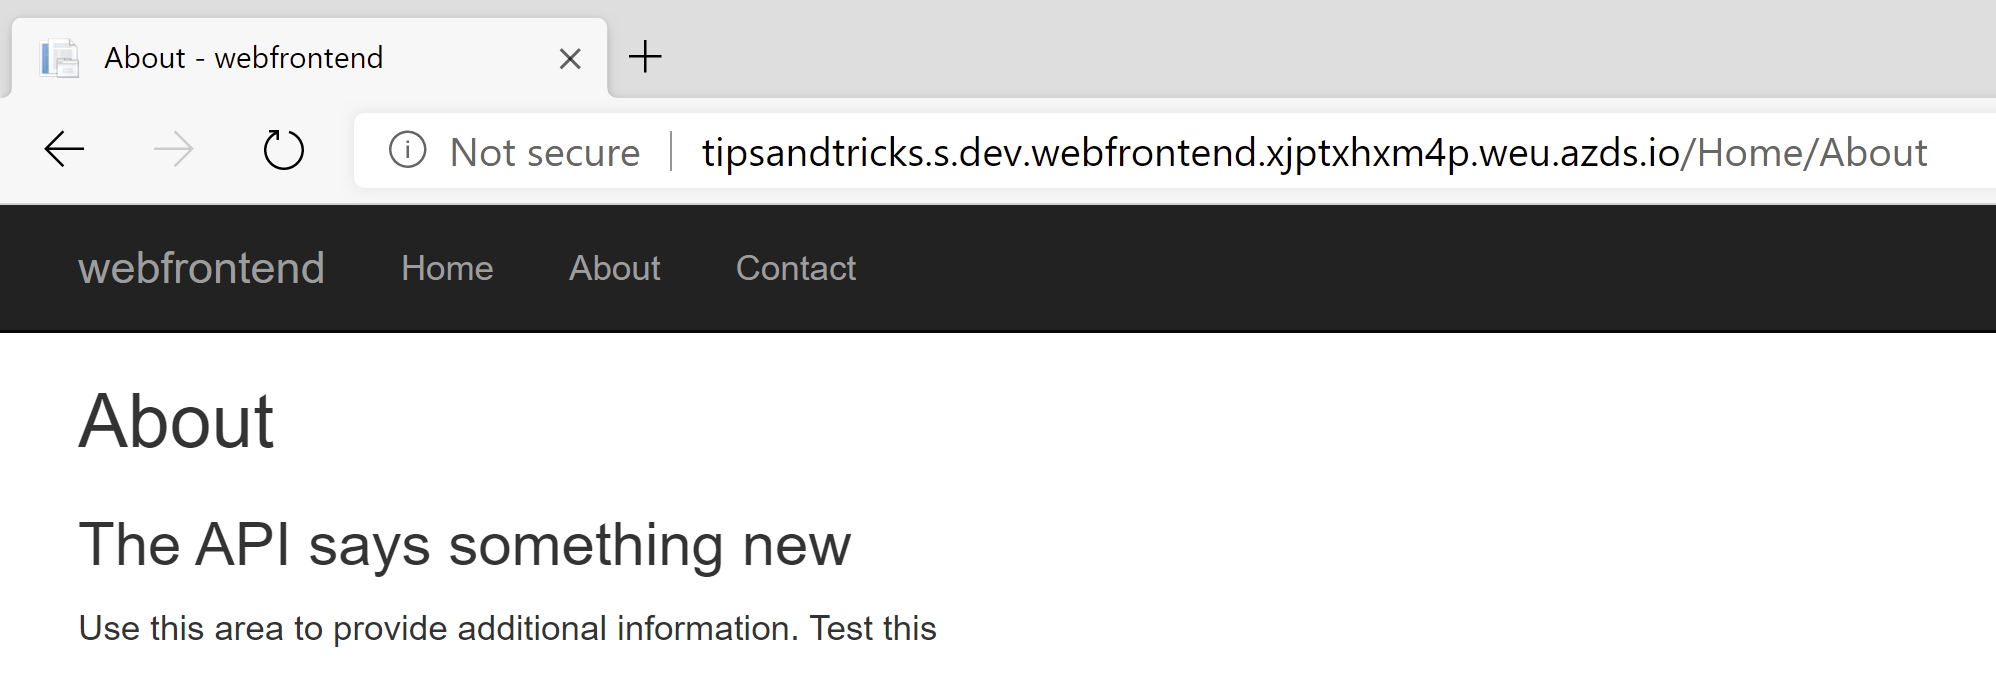 About - webfrontend
Not secure tipsandtricks.s.dev.webfrontend.xjptxhxm4p.weu.azds.io/Home/About
webfrontend Home About Contact
About
The API says something new
Use this area to provide additional information. Test this